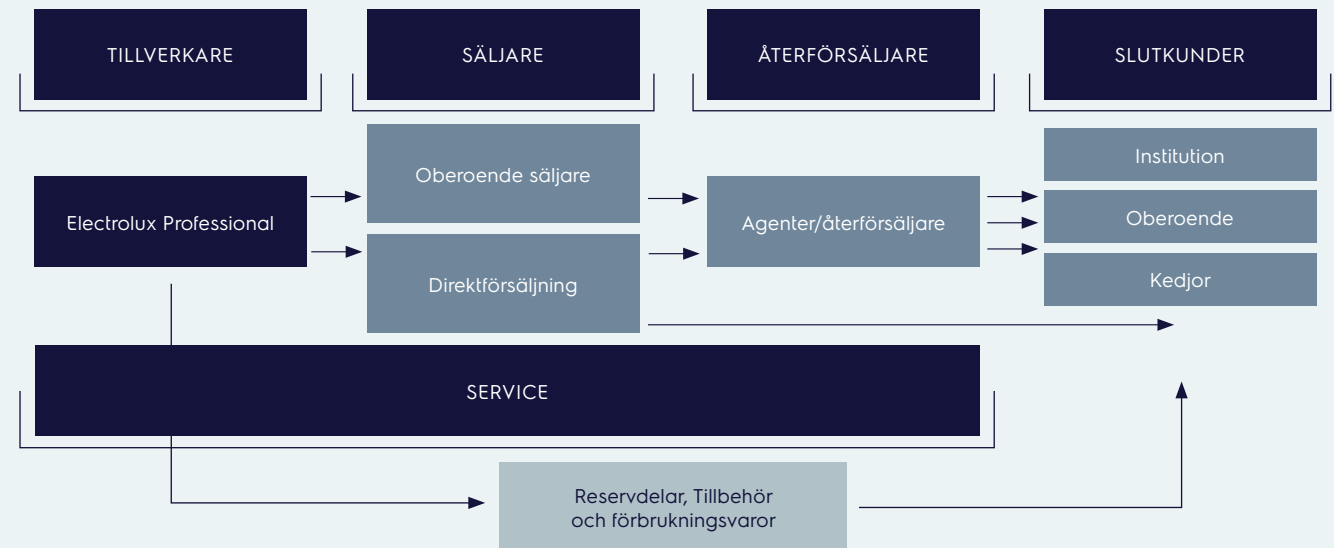 TILLVERKARE
SÄLJARE
ÅTERFÖRSÄLJARE
SLUTKUNDER
Electrolux Professional
Oberoende säljare
Direktförsäljning
Agenter/återförsäljare
Institution
Oberoende
Kedjor
SERVICE
Reservdelar, Tillbehör
och förbrukningsvaror